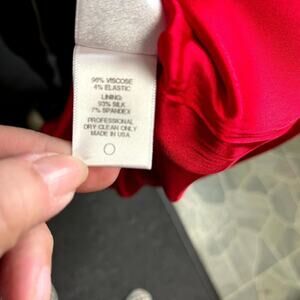 96% VISCOSE
4% ELASTIC
LINING:
93% SILK
7% SPANDEX
PROFESSIONAL
DRY CLEAN ONLY
MADE IN USA